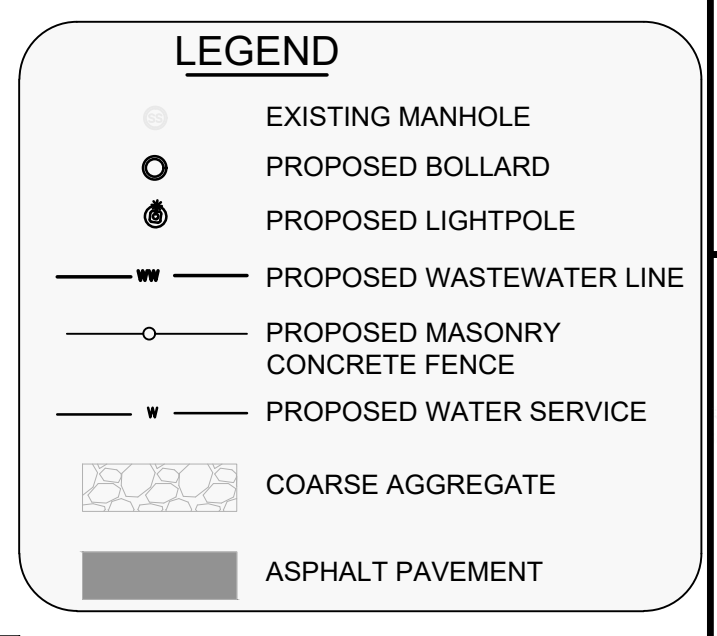 LEGEND
SS EXISTING MANHOLE
PROPOSED BOLLARD
PROPOSED LIGHTPOLE
WW PROPOSED WASTEWATER LINE
PROPOSED MASONRY
CONCRETE FENCE
W PROPOSED WATER SERVICE
COARSE AGGREGATE
ASPHALT PAVEMENT